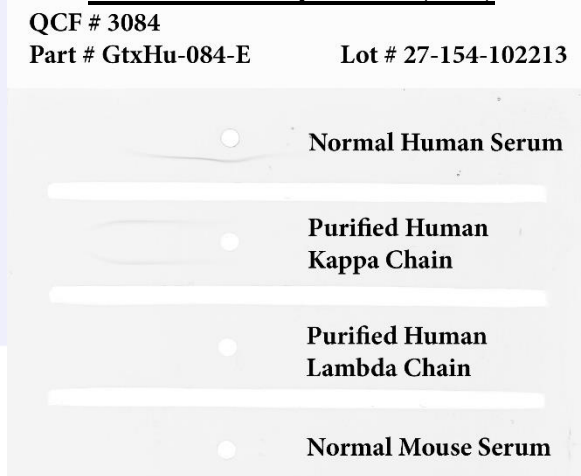 QCF # 3084
Part # GtxHu-084-E Lot # 27-154-102213
Normal Human Serum
Purified Human
Kappa Chain
Purified Human
Lambda Chain
Normal Mouse Serum